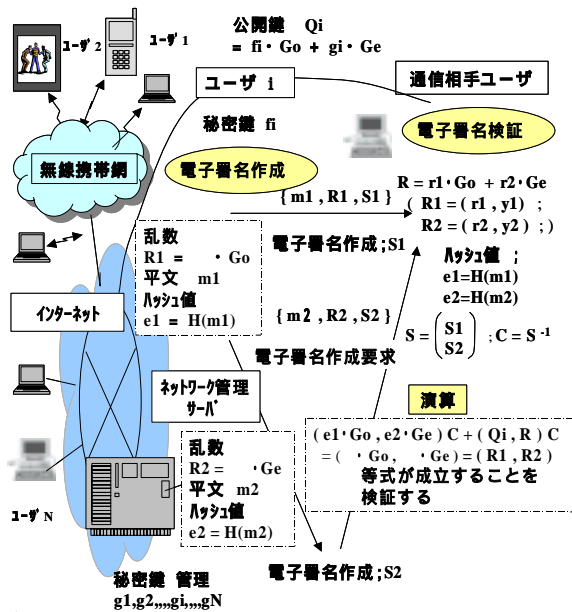 公開鍵 Qi
= fi・Go + gi・Ge
ユーザ1
ユーザ2
ユーザ i
通信相手ユーザ
秘密鍵 fi
電子署名検証
無線携帯網
電子署名作成
R = r1・Go + r2・Ge
( R1 = ( r1 , y1 ) ;
R2 = ( r2 , y2 ) ; )
{ m1 , R1 , S1 }
乱数
R1 = ・Go
平文 m1
ハッシュ値
e1 = H(m1)
電子署名作成;S1
ハッシュ値 ;
e1=H(m1)
e2=H(m2)
インターネット
{ m2 , R2 , S2 }
S = ( S1 S2 ) ; C = S -1
電子署名作成要求
ネットワーク管理
サーバ
演算
( e1・Go , e2・Ge ) C + ( Qi , R ) C
= ( ・Go , ・Ge ) = ( R1 , R2 )
等式が成立することを
検証する
乱数
R2 = ・Ge
平文 m2
ハッシュ値
e2 = H(m2)
ユーザN
電子署名作成;S2
秘密鍵 管理
g1,g2,,,,gi,,,,gN